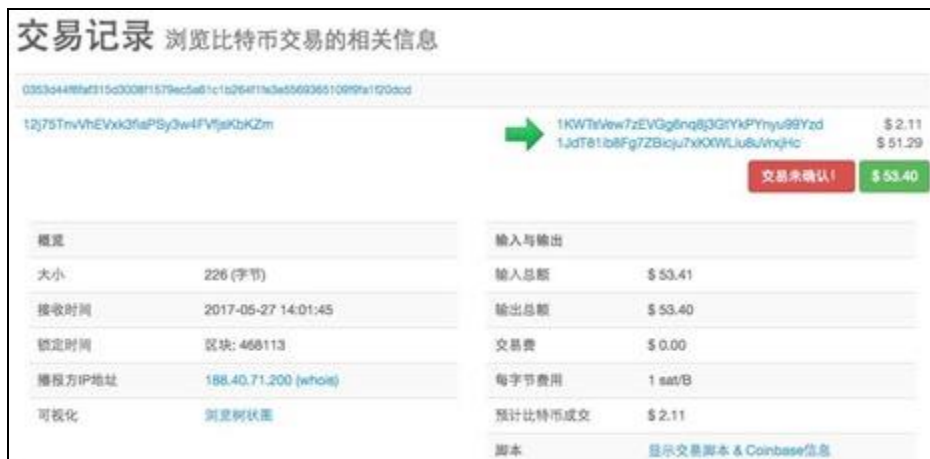 交易记录 浏览比特币交易的相关信息
$ 2.11
$ 51.29
交易未确认! $ 53.40
概览
大小 226 (字节)
接收时间 2017-05-27 14:01:45
锁定时间 区块: 468113
播报方IP地址 188.40.71.200 (whois)
可视化 浏览树状图
输入与输出
输入总额 $ 53.41
输出总额 $ 53.40
交易费 $ 0.00
每字节费用 1 sat/B
预计比特币成交 $ 2.11
脚本 显示交易脚本 & Coinbase信息